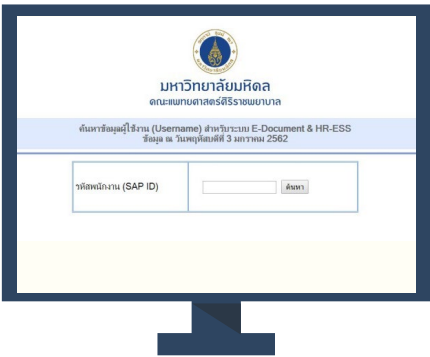 มหาวิทยาลัยมหิดล
คณะแพทยศาสตร์ศิริราชพยาบาล
ค้นหาข้อมูลผู้ใช้งาน (Username) สำหรับระบบ E-Document & HR-ESS
ข้อมูล ณ วันพฤหัสบดีที่ 3 มกราคม 2562
รหัสพนักงาน (SAP ID) ค้นหา